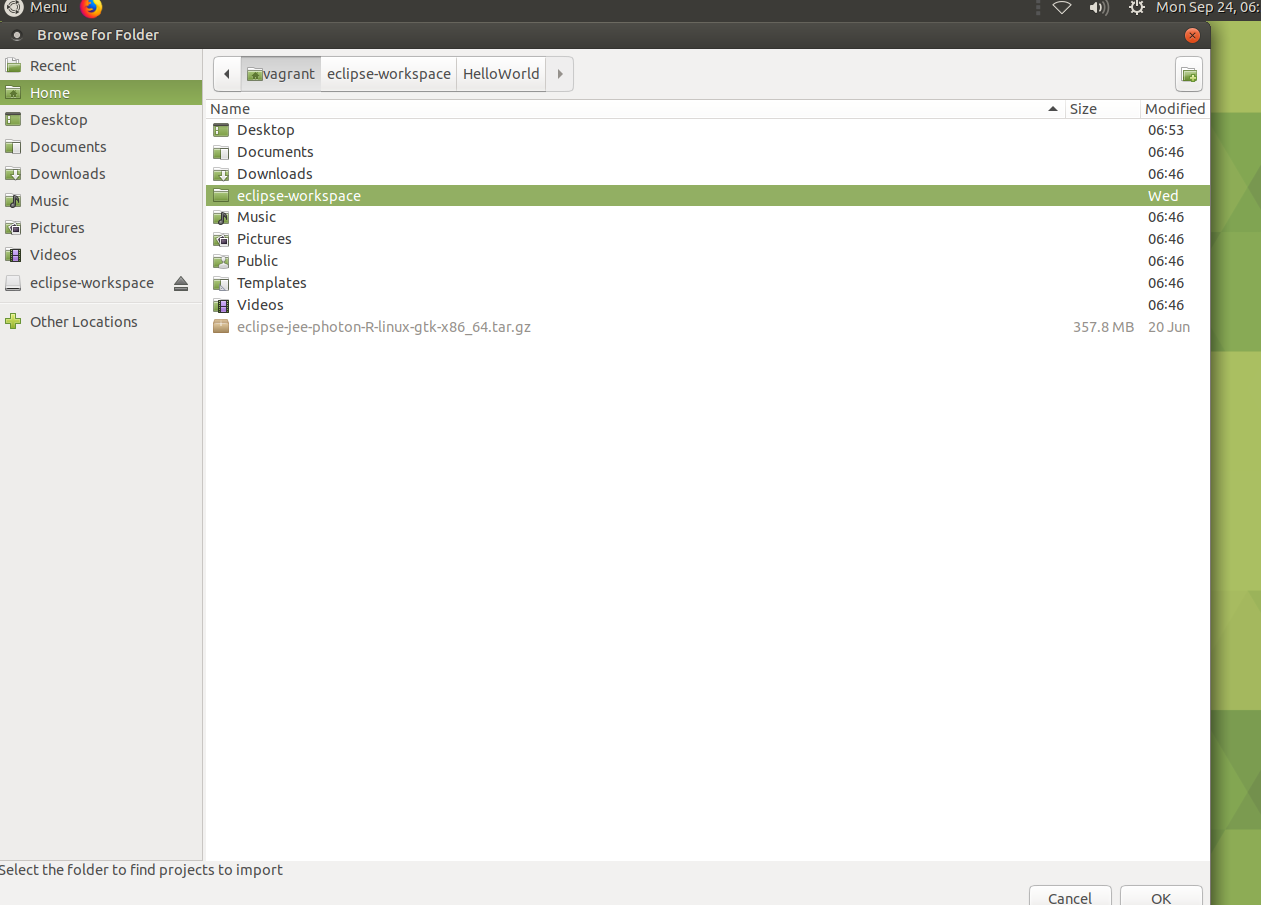 Menu Mon Sep 24, 06:
Browse for Folder
Recent
Home
Desktop
Documents
Downloads
Music
Pictures
Videos
eclipse-workspace
Other Locations
vagrant eclipse-workspace HelloWorld
Name Size Modified
Desktop 06:53
Documents 06:46
Downloads 06:46
eclipse-workspace Wed
Music 06:46
Pictures 06:46
Public 06:46
Templates 06:46
Videos 06:46
eclipse-jee-photon-R-linux-gtk-x86_64.tar.gz 357.8 MB 20 Jun
Select the folder to find projects to import
Cancel OK